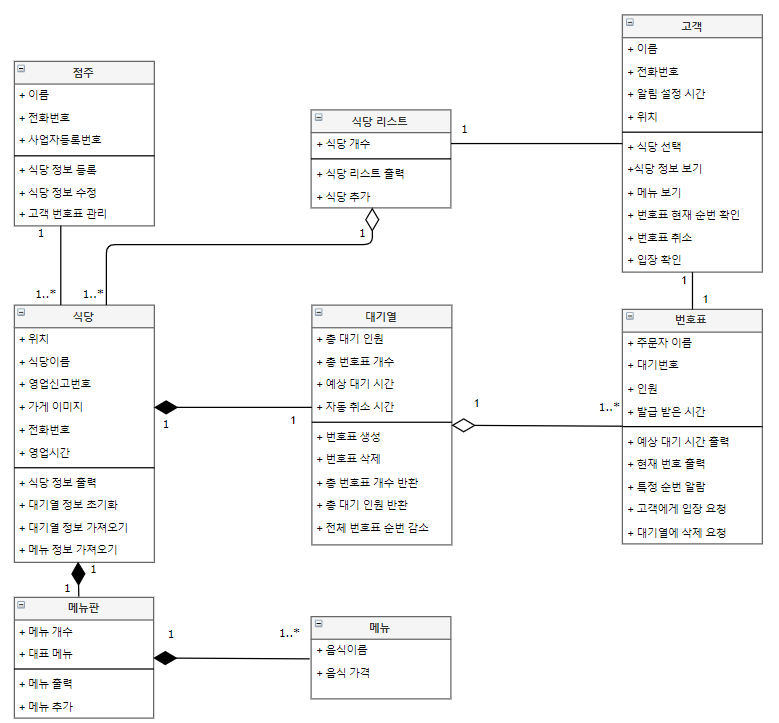 고객
+ 이름
+ 전화번호
+ 알림 설정 시간
+ 위치
+ 식당 선택
+식당 정보 보기
+ 메뉴 보기
+ 번호표 현재 순번 확인
+ 번호표 취소
+ 입장 확인
점주
+ 이름
+ 전화번호
+ 사업자등록번호
+ 식당 정보 등록
+ 식당 정보 수정
+ 고객 번호표 관리
식당 리스트
+ 식당 개수
+ 식당 리스트 출력
+ 식당 추가
1
1
1
1..*
1..*
1
1
식당
+ 위치
+ 식당이름
+ 영업신고번호
+ 가게 이미지
+ 전화번호
+ 영업시간
+ 식당 정보 출력
+ 대기열 정보 초기화
+ 대기열 정보 가져오기
+ 메뉴 정보 가져오기
1
1
대기열
+ 총 대기 인원
+ 총 번호표 개수
+ 예상 대기 시간
+ 자동 취소 시간
+ 번호표 생성
+ 번호표 삭제
+ 총 번호표 개수 반환
+ 총 대기 인원 반환
+ 전체 번호표 순번 감소
1
1..*
번호표
+ 주문자 이름
+ 대기번호
+ 인원
+ 발급 받은 시간
+ 예상 대기 시간 출력
+ 현재 번호 출력
+ 특정 순번 알람
+ 고객에게 입장 요청
+ 대기열에 삭제 요청
1
1
메뉴판
+ 메뉴 개수
+ 대표 메뉴
+ 메뉴 출력
+ 메뉴 추가
1
1..*
메뉴
+ 음식이름
+ 음식 가격